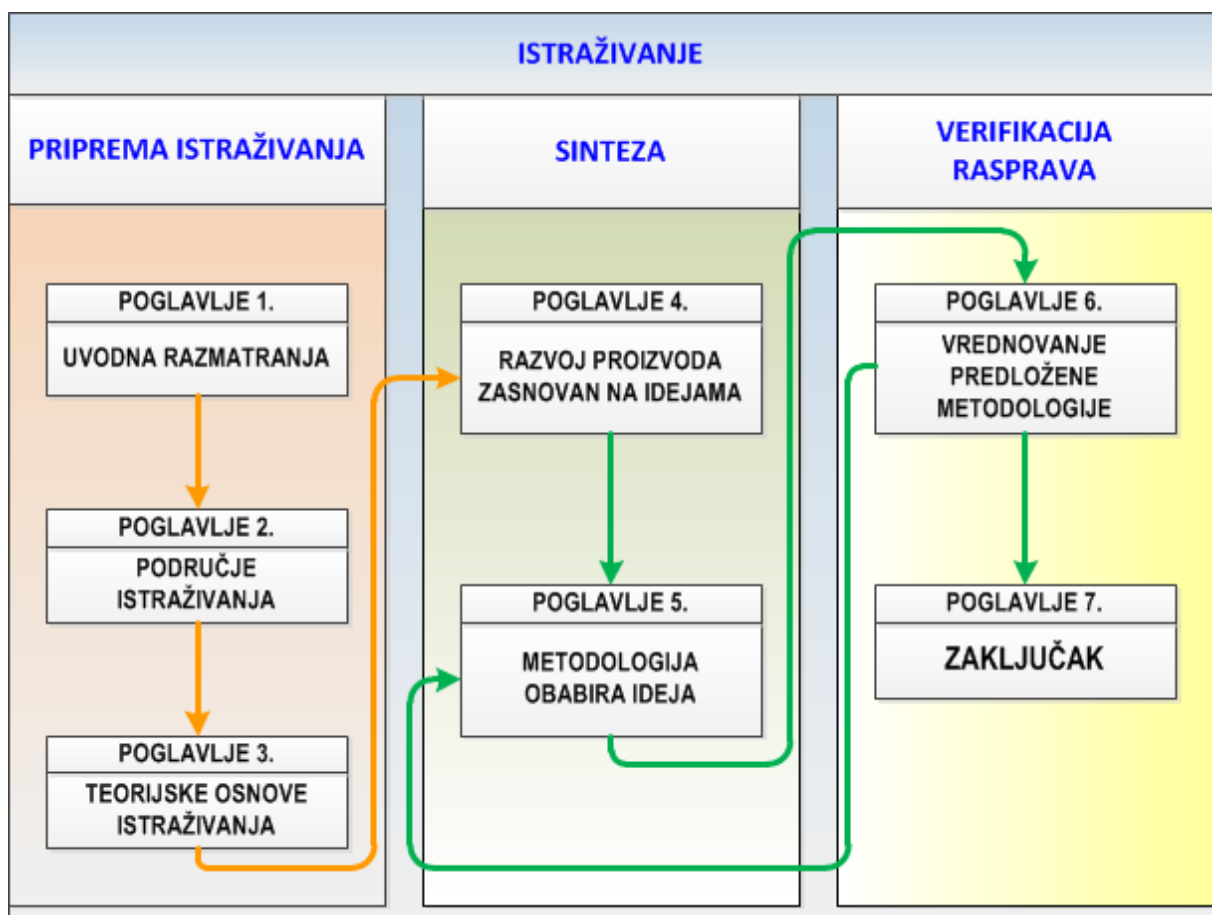 ISTRAŽIVANJE
PRIPREMA ISTRAŽIVANJA
POGLAVLJE 1.
UVODNA RAZMATRANJA
POGLAVLJE 2.
PODRUČJE
ISTRAŽIVANJA
POGLAVLJE 3.
TEORIJSKE OSNOVE
ISTRAŽIVANJA
SINTEZA
POGLAVLJE 4.
RAZVOJ PROIZVODA
ZASNOVAN NA IDEJAMA
POGLAVLJE 5.
METODOLOGIJA
OBABIRA IDEJA
VERIFIKACIJA
RASPRAVA
POGLAVLJE 6.
VREDNOVANJE
PREDLOŽENE
METODOLOGIJE
POGLAVLJE 7.
ZAKLJUČAK